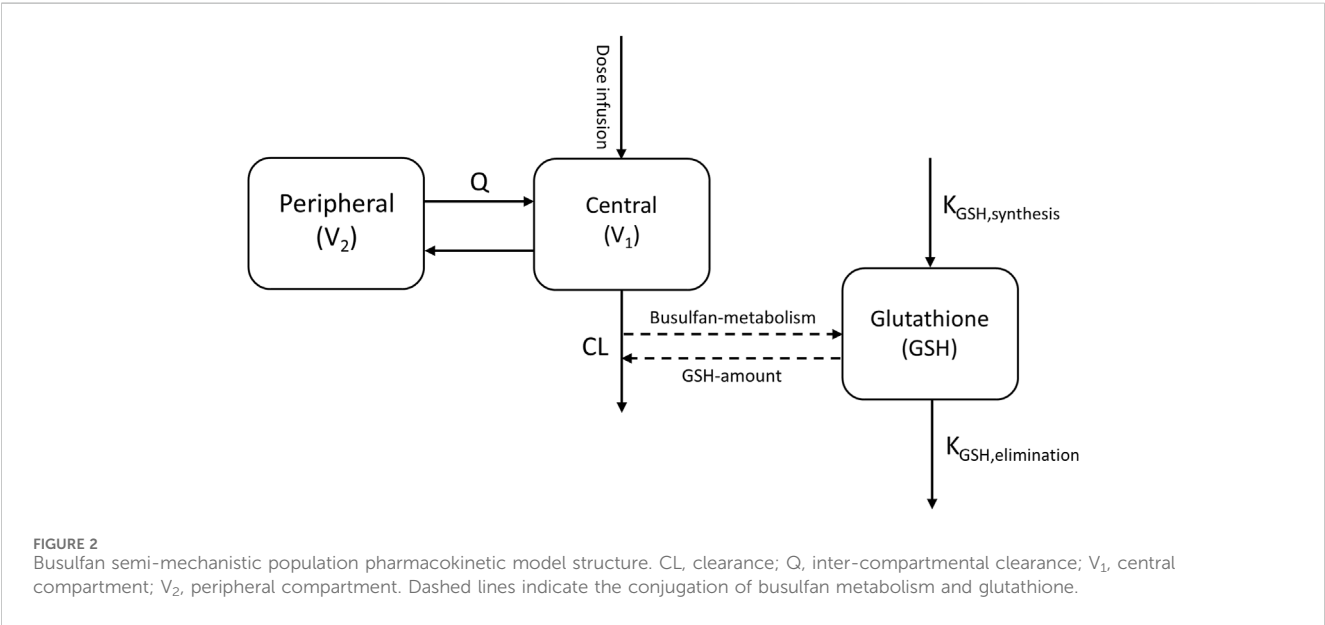 Dose infusion
Peripheral
(V₂)
Q
Central
(V₁)
K_GSH,synthesis
CL
Busulfan-metabolism
GSH-amount
Glutathione
(GSH)
K_GSH,elimination
FIGURE 2
Busulfan semi-mechanistic population pharmacokinetic model structure. CL, clearance; Q, inter-compartmental clearance; V₁, central
compartment; V₂, peripheral compartment. Dashed lines indicate the conjugation of busulfan metabolism and glutathione.